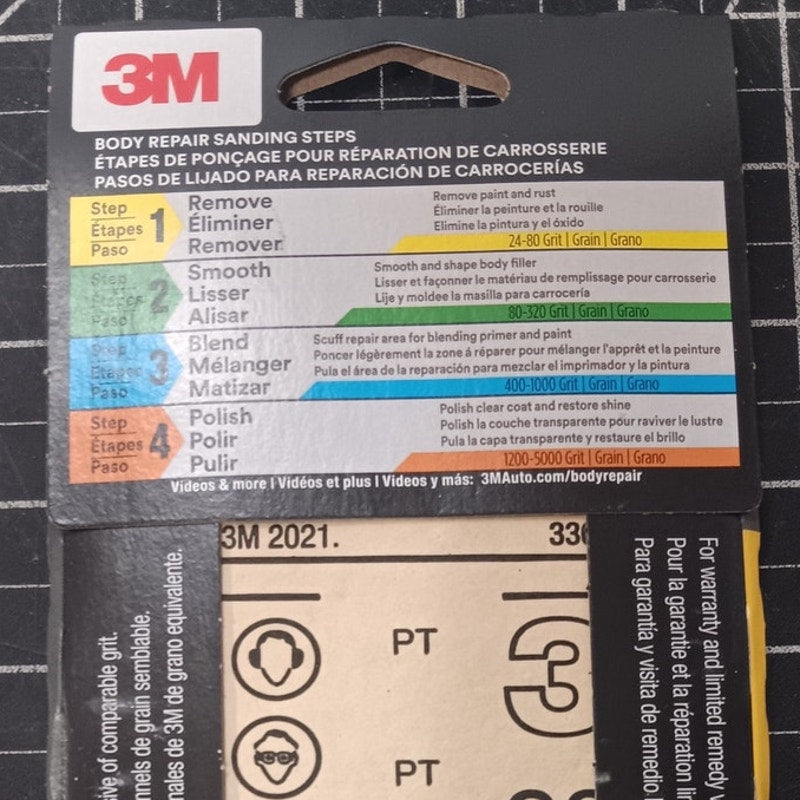 3M
BODY REPAIR SANDING STEPS
ÉTAPES DE PONÇAGE POUR RÉPARATION DE CARROSSERIE
PASOS DE LIJADO PARA REPARACIÓN DE CARROCERÍAS
Step
Étapes
Paso
1
Remove
Éliminer
Remover
Remove paint and rust
Éliminer la peinture et la rouille
Elimine la pintura y el óxido
24-80 Grit | Grain | Grano
Step
Étapes
Paso
2
Smooth
Lisser
Alisar
Smooth and shape body filler
Lisser et façonner le matériau de remplissage pour carrosserie
Lije y moldee la masilla para carrocería
80-320 Grit | Grain | Grano
Step
Étapes
Paso
3
Blend
Mélanger
Matizar
Scuff repair area for blending primer and paint
Poncer légèrement la zone á réparer pour mélanger l'apprêt et la peinture
Pula el área de la reparación para mezclar el imprimador y la pintura
400-1000 Grit | Grain | Grano
Step
Étapes
Paso
4
Polish
Polir
Pulir
Polish clear coat and restore shine
Polish la couche transparente pour raviver le lustre
Pula la capa transparente y restaure el brillo
1200-5000 Grit | Grain | Grano
Videos & more | Vidéos et plus | Videos y más: 3MAuto.com/bodyrepair
3M 2021.
336
PT
3
PT
of comparable grit.
de grain semblable.
de 3M de grano equivalente.
For warranty and limited remedy
Pour la garantie et la réparation
Para garantía y visita de remedio